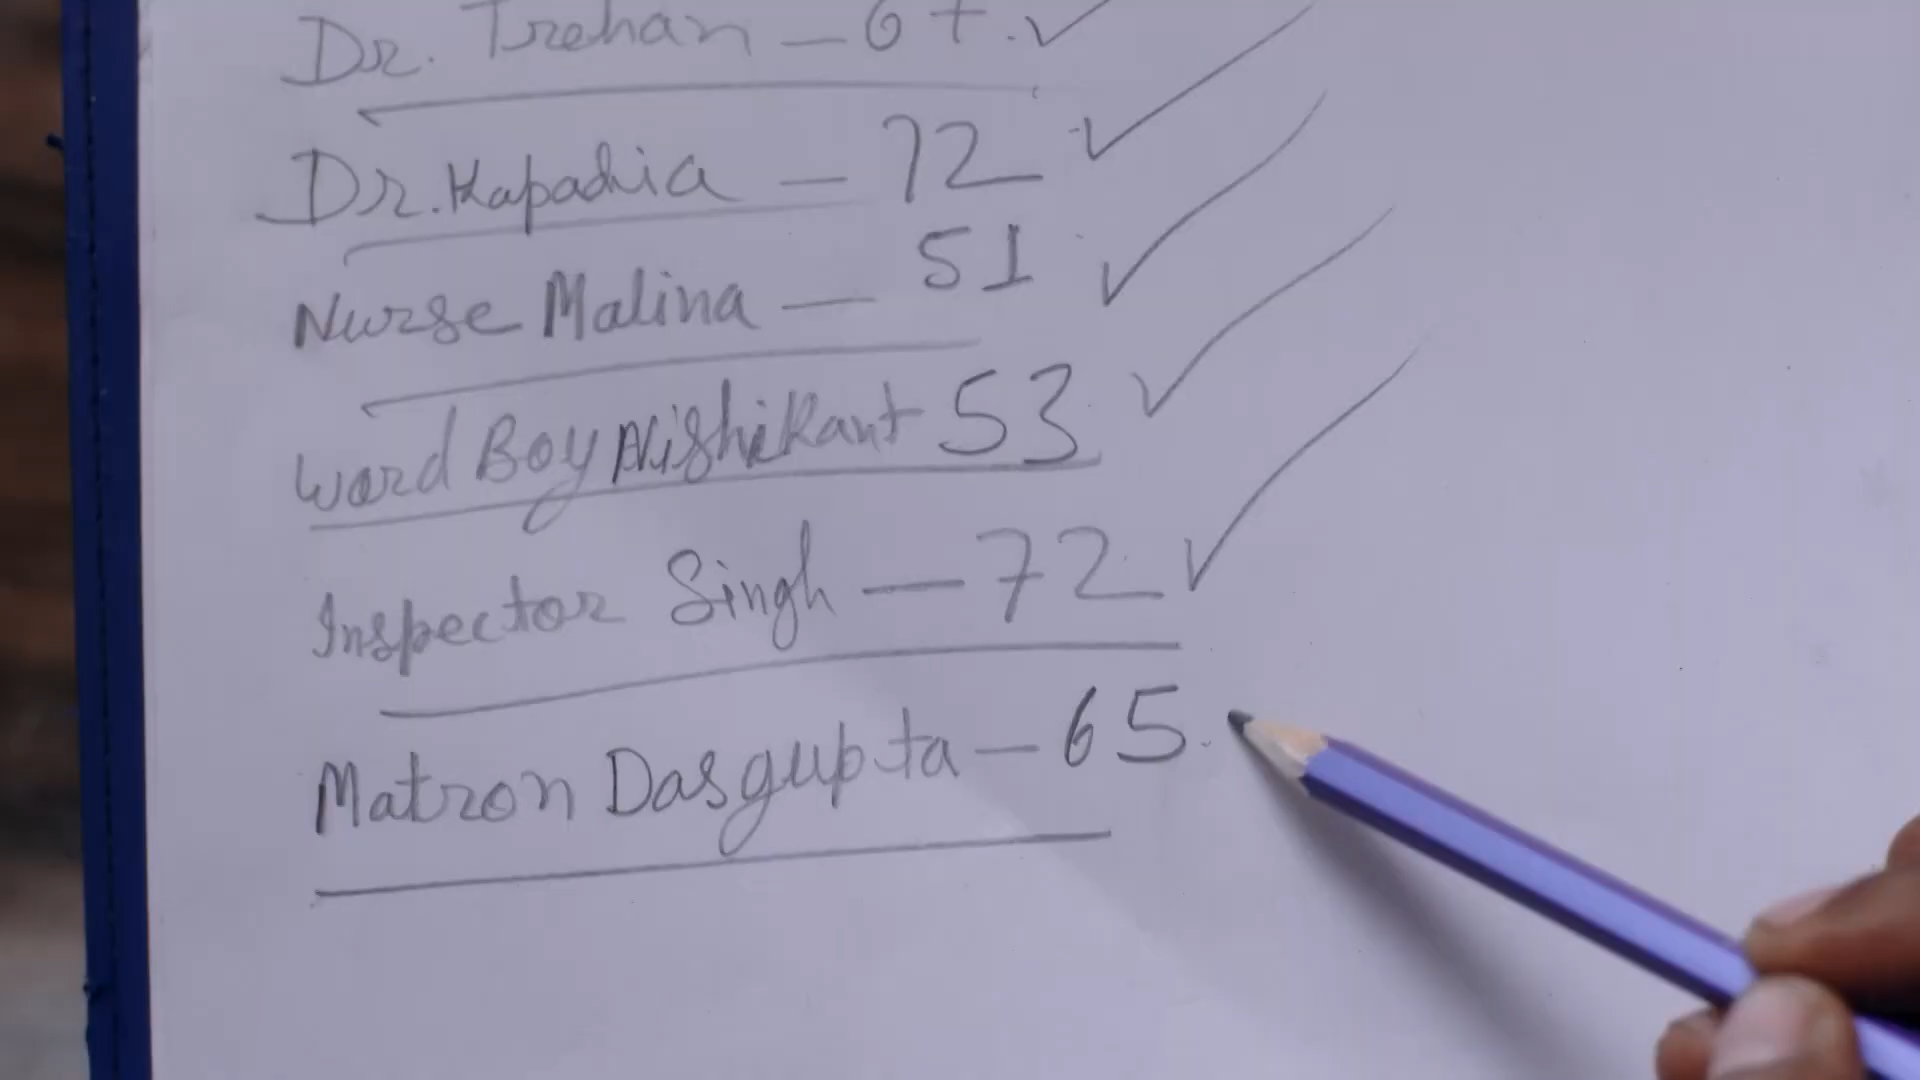 Dr. Trehan – 67.
Dr. Kapadia – 72
Nurse Malina – 51
Ward Boy Nishikant 53
Inspector Singh – 72
Matron Dasgupta – 65.